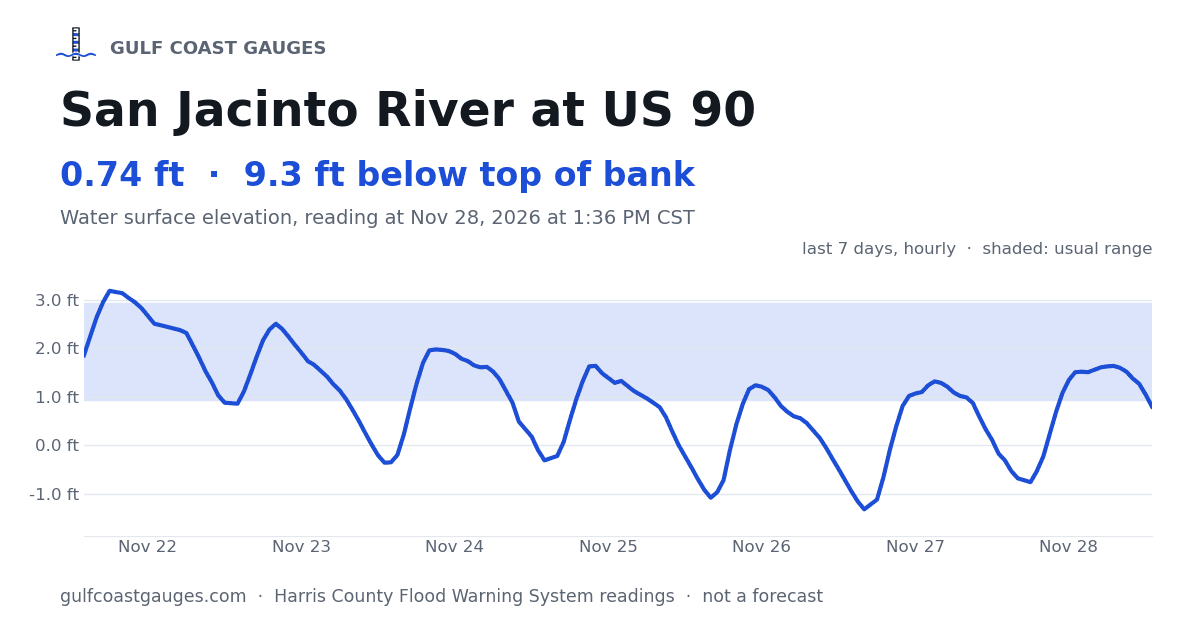 GULF COAST GAUGES
San Jacinto River at US 90
0.74 ft · 9.3 ft below top of bank
Water surface elevation, reading at Nov 28, 2026 at 1:36 PM CST
last 7 days, hourly · shaded: usual range
3.0 ft
2.0 ft
1.0 ft
0.0 ft
-1.0 ft
Nov 22 Nov 23 Nov 24 Nov 25 Nov 26 Nov 27 Nov 28
gulfcoastgauges.com · Harris County Flood Warning System readings · not a forecast